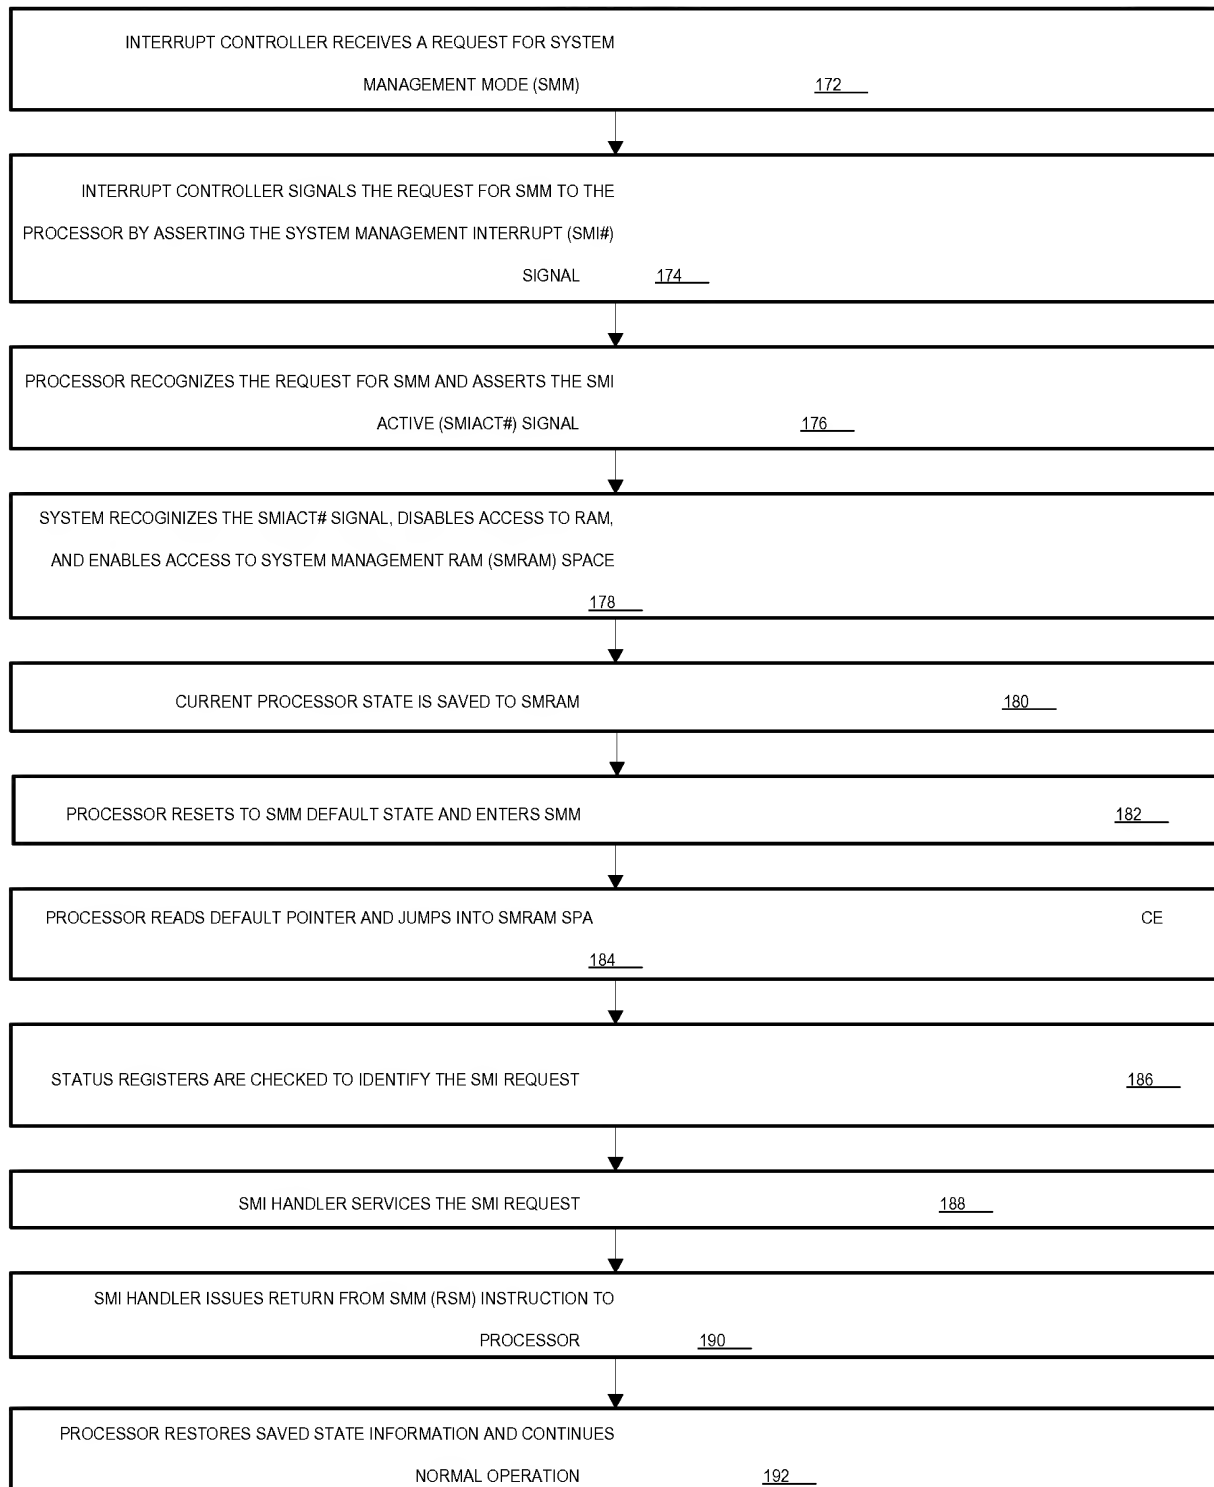 INTERRUPT CONTROLLER RECEIVES A REQUEST FOR SYSTEM
MANAGEMENT MODE (SMM) 172
INTERRUPT CONTROLLER SIGNALS THE REQUEST FOR SMM TO THE
PROCESSOR BY ASSERTING THE SYSTEM MANAGEMENT INTERRUPT (SMI#)
SIGNAL 174
PROCESSOR RECOGNIZES THE REQUEST FOR SMM AND ASSERTS THE SMI
ACTIVE (SMIACT#) SIGNAL 176
SYSTEM RECOGINIZES THE SMIACT# SIGNAL, DISABLES ACCESS TO RAM,
AND ENABLES ACCESS TO SYSTEM MANAGEMENT RAM (SMRAM) SPACE
178
CURRENT PROCESSOR STATE IS SAVED TO SMRAM 180
PROCESSOR RESETS TO SMM DEFAULT STATE AND ENTERS SMM 182
PROCESSOR READS DEFAULT POINTER AND JUMPS INTO SMRAM SPA CE
184
STATUS REGISTERS ARE CHECKED TO IDENTIFY THE SMI REQUEST 186
SMI HANDLER SERVICES THE SMI REQUEST 188
SMI HANDLER ISSUES RETURN FROM SMM (RSM) INSTRUCTION TO
PROCESSOR 190
PROCESSOR RESTORES SAVED STATE INFORMATION AND CONTINUES
NORMAL OPERATION 192